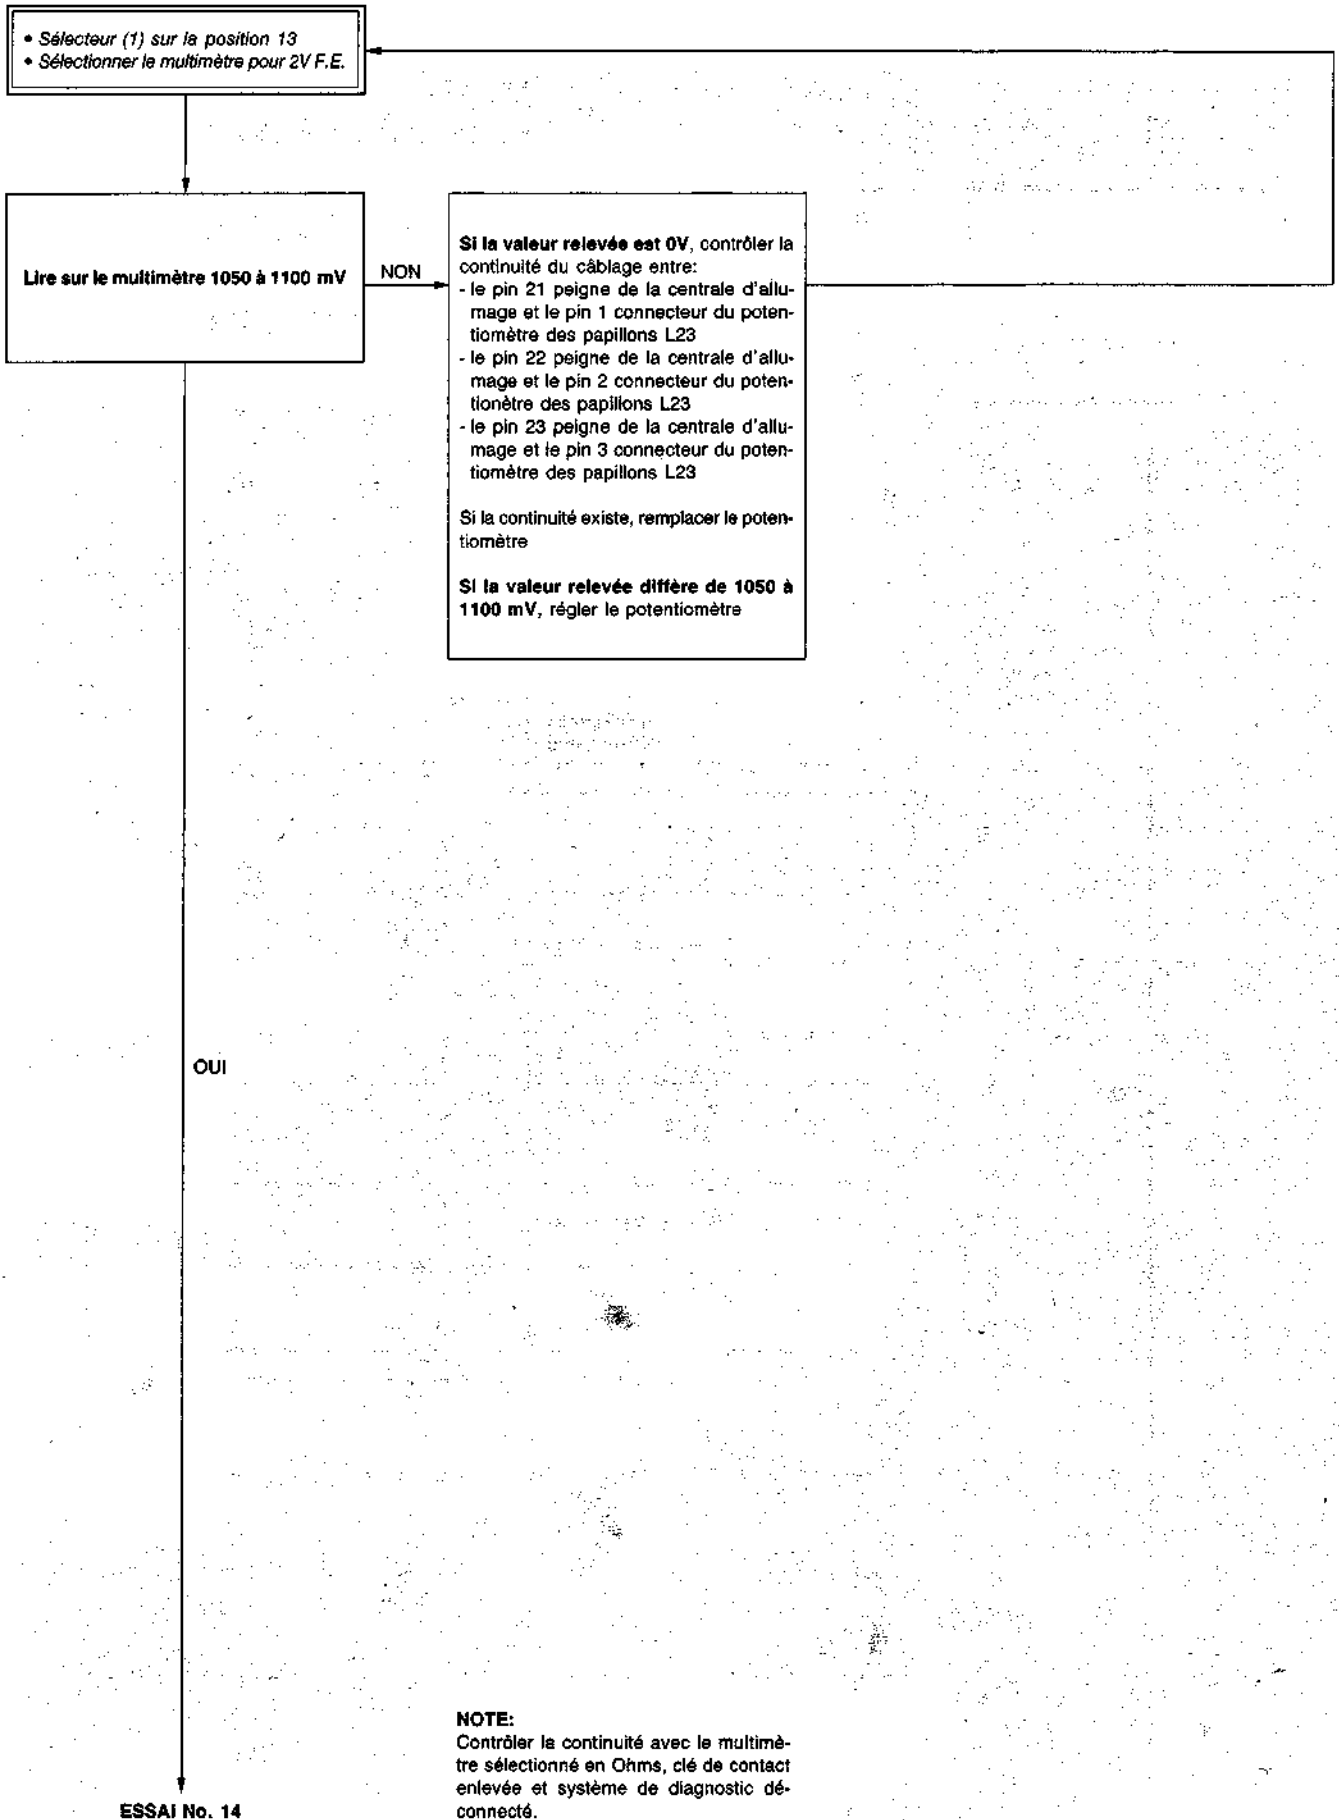 • Sélecteur (1) sur la position 13
• Sélectionner le multimètre pour 2V F.E.
Lire sur le multimètre 1050 à 1100 mV
NON
Si la valeur relevée est 0V, contrôler la
continuité du câblage entre:
- le pin 21 peigne de la centrale d'allu-
mage et le pin 1 connecteur du poten-
tiomètre des papillons L23
- le pin 22 peigne de la centrale d'allu-
mage et le pin 2 connecteur du poten-
tionètre des papillons L23
- le pin 23 peigne de la centrale d'allu-
mage et le pin 3 connecteur du poten-
tiomètre des papillons L23
Si la continuité existe, remplacer le poten-
tiomètre
Si la valeur relevée diffère de 1050 à
1100 mV, régler le potentiomètre
OUI
NOTE:
Contrôler la continuité avec le multimè-
tre sélectionné en Ohms, clé de contact
enlevée et système de diagnostic dé-
connecté.
ESSAI No. 14